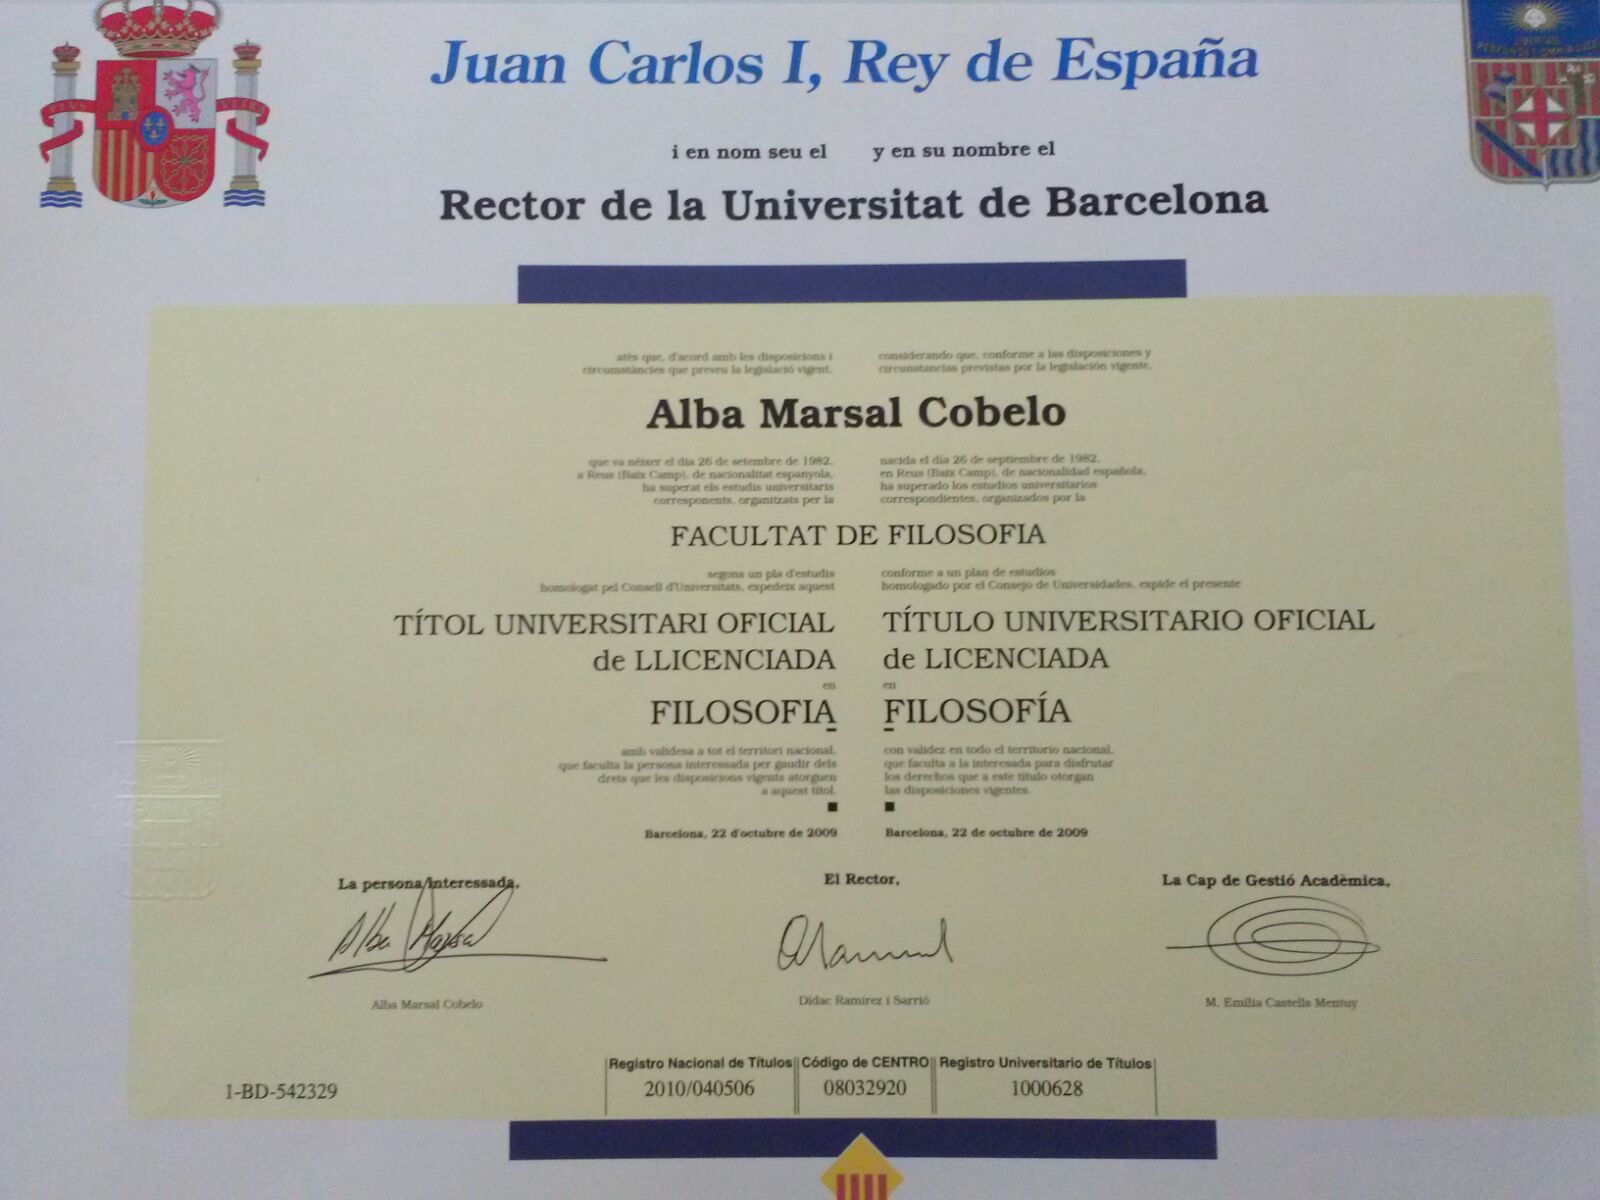 Juan Carlos I, Rey de España
i en nom seu el y en su nombre el
Rector de la Universitat de Barcelona
PLUS VLTRA
LIBERTAS
PERFUNDET OMNIA LUCE
atès que, d'acord amb les disposicions i
circumstàncies que preveu la legislació vigent,
considerando que, conforme a las disposiciones y
circunstancias previstas por la legislación vigente,
Alba Marsal Cobelo
que va néixer el dia 26 de setembre de 1982,
a Reus (Baix Camp), de nacionalitat espanyola,
ha superat els estudis universitaris
corresponents, organitzats per la
nacida el día 26 de septiembre de 1982,
en Reus (Baix Camp), de nacionalidad española,
ha superado los estudios universitarios
correspondientes, organizados por la
FACULTAT DE FILOSOFIA
segons un pla d'estudis
homologat pel Consell d'Universitats, expedeix aquest
conforme a un plan de estudios
homologado por el Consejo de Universidades, expide el presente
TÍTOL UNIVERSITARI OFICIAL
de LLICENCIADA
en
FILOSOFIA
TÍTULO UNIVERSITARIO OFICIAL
de LICENCIADA
en
FILOSOFÍA
amb validesa a tot el territori nacional,
que faculta la persona interessada per gaudir dels
drets que les disposicions vigents atorguen
a aquest títol.
con validez en todo el territorio nacional,
que faculta a la interesada para disfrutar
los derechos que a este título otorgan
las disposiciones vigentes.
Barcelona, 22 d'octubre de 2009
Barcelona, 22 de octubre de 2009
La persona interessada,
Alba Marsal
Alba Marsal Cobelo
El Rector,
Dídac Ramírez i Sarrió
La Cap de Gestió Acadèmica,
M. Emília Castells Mentuy
1-BD-542329
Registro Nacional de Títulos
2010/040506
Código de CENTRO
08032920
Registro Universitario de Títulos
1000628